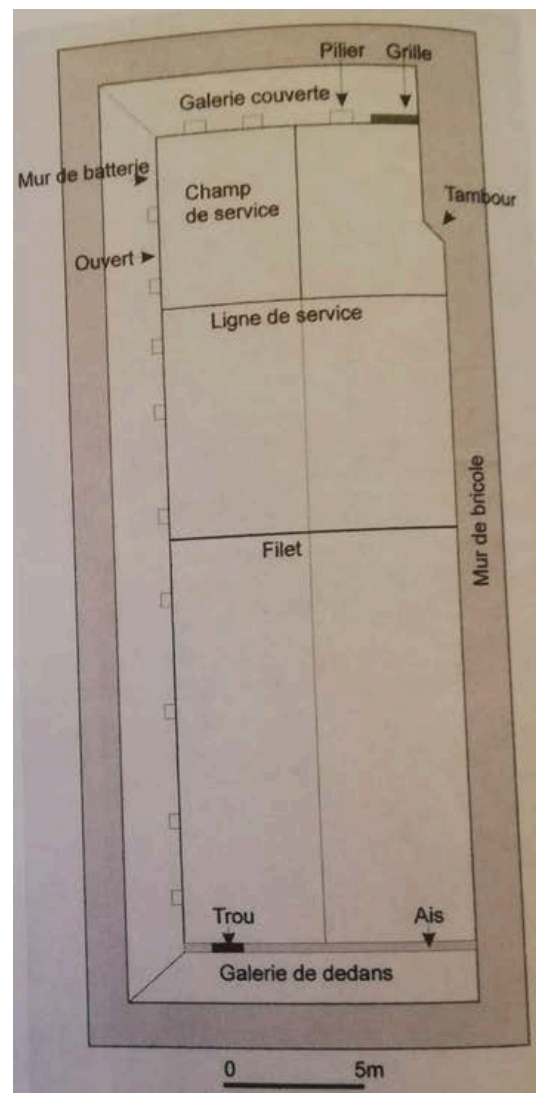 Pilier Grille
Galerie couverte
Mur de batterie
Champ
de service
Tambour
Ouvert
Ligne de service
Mur de bricole
Filet
Trou
Ais
Galerie de dedans
0 5m